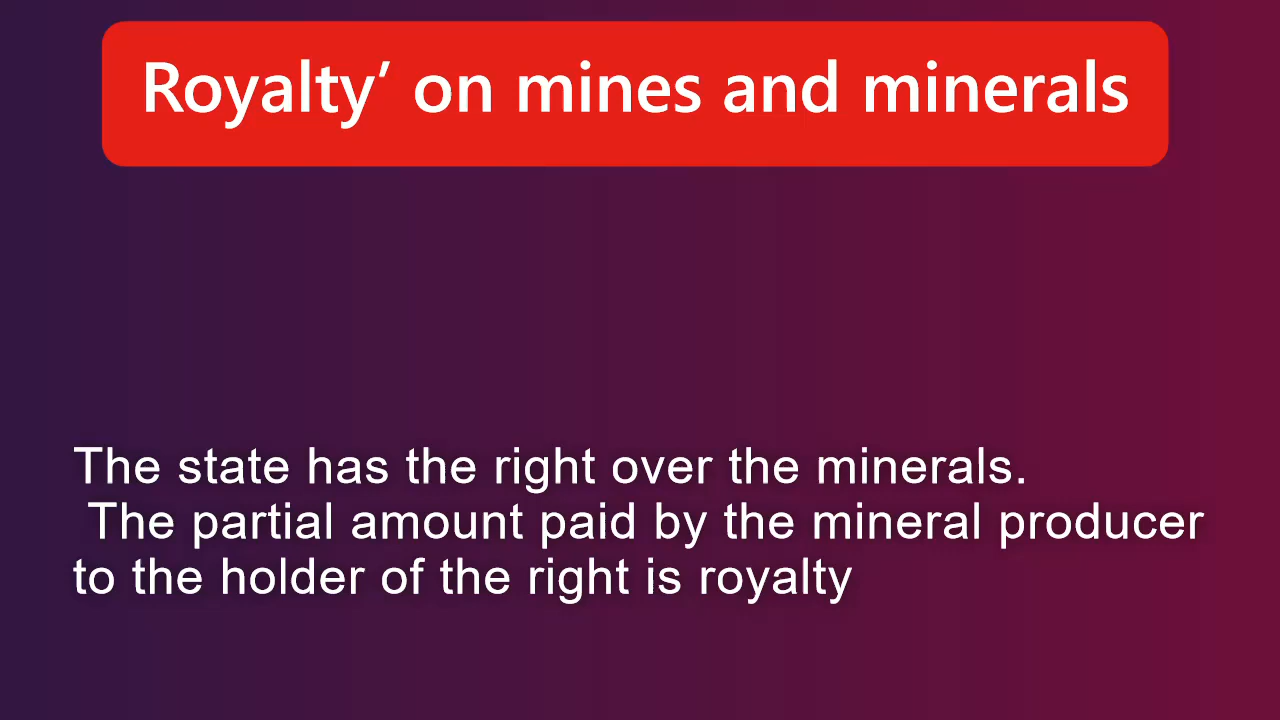 Royalty’ on mines and minerals
The state has the right over the minerals.
The partial amount paid by the mineral producer
to the holder of the right is royalty